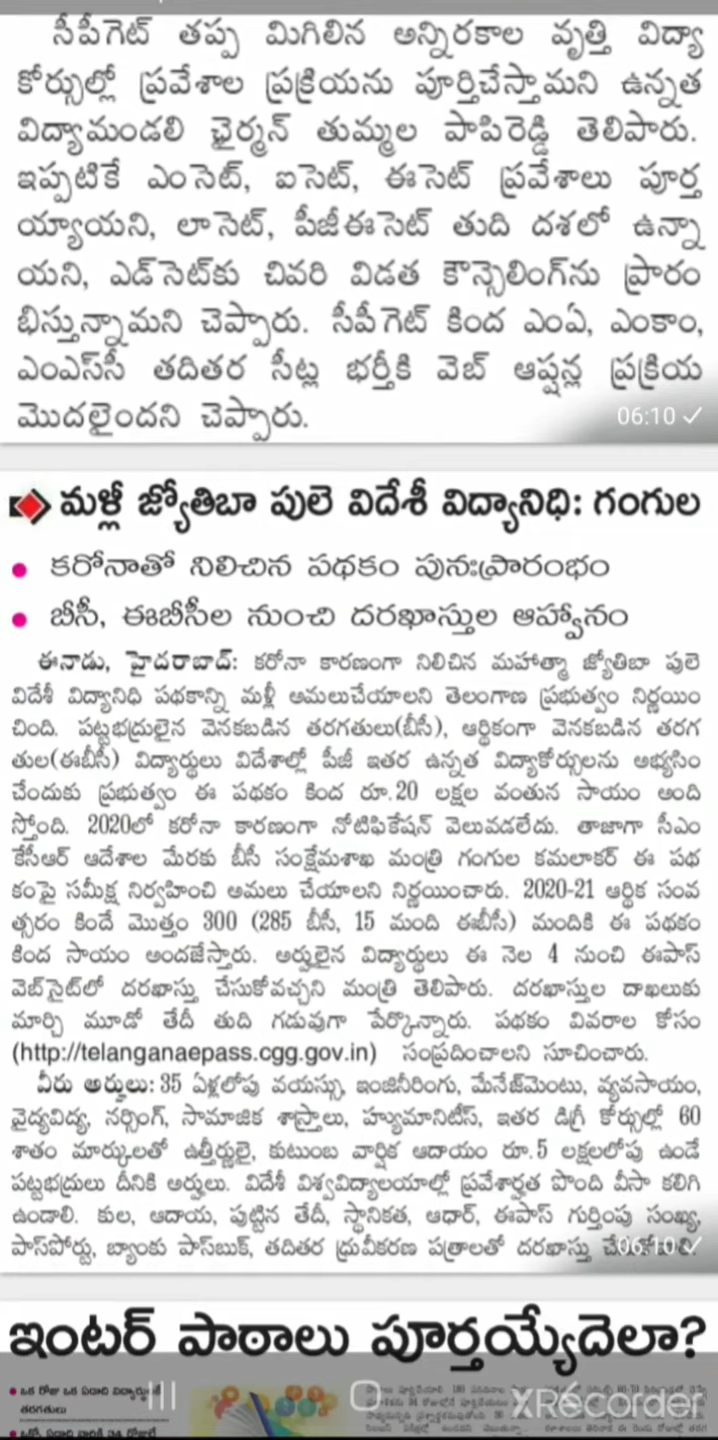 సీపీగెట్ తప్ప మిగిలిన అన్నిరకాల వృత్తి విద్యా
కోర్సుల్లో ప్రవేశాల ప్రక్రియను పూర్తిచేస్తామని ఉన్నత
విద్యామండలి ఛైర్మన్ తుమ్మల పాపిరెడ్డి తెలిపారు.
ఇప్పటికే ఎంసెట్, ఐసెట్, ఈసెట్ ప్రవేశాలు పూర్త
య్యాయని, లాసెట్, పీజీఈసెట్ తుది దశలో ఉన్నా
యని, ఎడ్‌సెట్‌కు చివరి విడత కౌన్సెలింగ్‌ను ప్రారం
భిస్తున్నామని చెప్పారు. సీపీగెట్ కింద ఎంఏ, ఎంకాం,
ఎంఎస్‌సీ తదితర సీట్ల భర్తీకి వెబ్ ఆప్షన్ల ప్రక్రియ
మొదలైందని చెప్పారు.
06:10
మళ్లీ జ్యోతిబా పులె విదేశీ విద్యానిధి: గంగుల
• కరోనాతో నిలిచిన పథకం పునఃప్రారంభం
• బీసీ, ఈబీసీల నుంచి దరఖాస్తుల ఆహ్వానం
ఈనాడు, హైదరాబాద్: కరోనా కారణంగా నిలిచిన మహాత్మా జ్యోతిబా పులె
విదేశీ విద్యానిధి పథకాన్ని మళ్లీ అమలుచేయాలని తెలంగాణ ప్రభుత్వం నిర్ణయిం
చింది. పట్టభద్రులైన వెనకబడిన తరగతులు(బీసీ), ఆర్థికంగా వెనకబడిన తరగ
తుల(ఈబీసీ) విద్యార్థులు విదేశాల్లో పీజీ ఇతర ఉన్నత విద్యాకోర్సులను అభ్యసిం
చేందుకు ప్రభుత్వం ఈ పథకం కింద రూ.20 లక్షల వంతున సాయం అంది
స్తోంది. 2020లో కరోనా కారణంగా నోటిఫికేషన్ వెలువడలేదు. తాజాగా సీఎం
కేసీఆర్ ఆదేశాల మేరకు బీసీ సంక్షేమశాఖ మంత్రి గంగుల కమలాకర్ ఈ పథ
కంపై సమీక్ష నిర్వహించి అమలు చేయాలని నిర్ణయించారు. 2020-21 ఆర్థిక సంవ
త్సరం కిందే మొత్తం 300 (285 బీసీ, 15 మంది ఈబీసీ) మందికి ఈ పథకం
కింద సాయం అందజేస్తారు. అర్హులైన విద్యార్థులు ఈ నెల 4 నుంచి ఈపాస్
వెబ్‌సైట్‌లో దరఖాస్తు చేసుకోవచ్చని మంత్రి తెలిపారు. దరఖాస్తుల దాఖలుకు
మార్చి మూడో తేదీ తుది గడువుగా పేర్కొన్నారు. పథకం వివరాల కోసం
(http://telanganaepass.cgg.gov.in) సంప్రదించాలని సూచించారు.
వీరు అర్హులు: 35 ఏళ్లలోపు వయస్సు, ఇంజినీరింగు, మేనేజ్‌మెంటు, వ్యవసాయం,
వైద్యవిద్య, నర్సింగ్, సామాజిక శాస్త్రాలు, హ్యుమానిటీస్, ఇతర డిగ్రీ కోర్సుల్లో 60
శాతం మార్కులతో ఉత్తీర్ణులై, కుటుంబ వార్షిక ఆదాయం రూ.5 లక్షలలోపు ఉండే
పట్టభద్రులు దీనికి అర్హులు. విదేశీ విశ్వవిద్యాలయాల్లో ప్రవేశార్హత పొంది వీసా కలిగి
ఉండాలి. కుల, ఆదాయ, పుట్టిన తేదీ, స్థానికత, ఆధార్, ఈపాస్ గుర్తింపు సంఖ్య,
పాస్‌పోర్టు, బ్యాంకు పాస్‌బుక్, తదితర ధ్రువీకరణ పత్రాలతో దరఖాస్తు
06:10
ఇంటర్ పాఠాలు పూర్తయ్యేదెలా?
• ఒక రోజు ఒక ఏడాది
తరగతులు
XRecorder